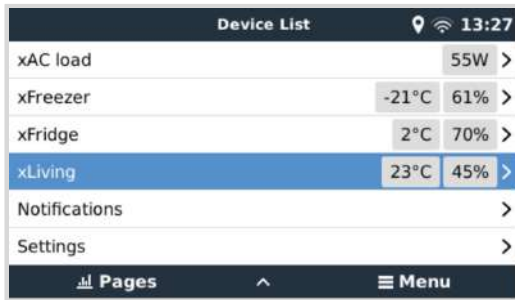 Device List 13:27
xAC load 55W
xFreezer -21°C 61%
xFridge 2°C 70%
xLiving 23°C 45%
Notifications
Settings
Pages Menu